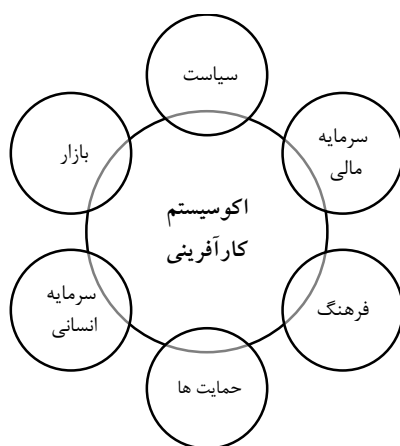 سیاست
سرمایه
مالی
فرهنگ
حمایت ها
سرمایه
انسانی
بازار
اکوسیستم
کارآفرینی